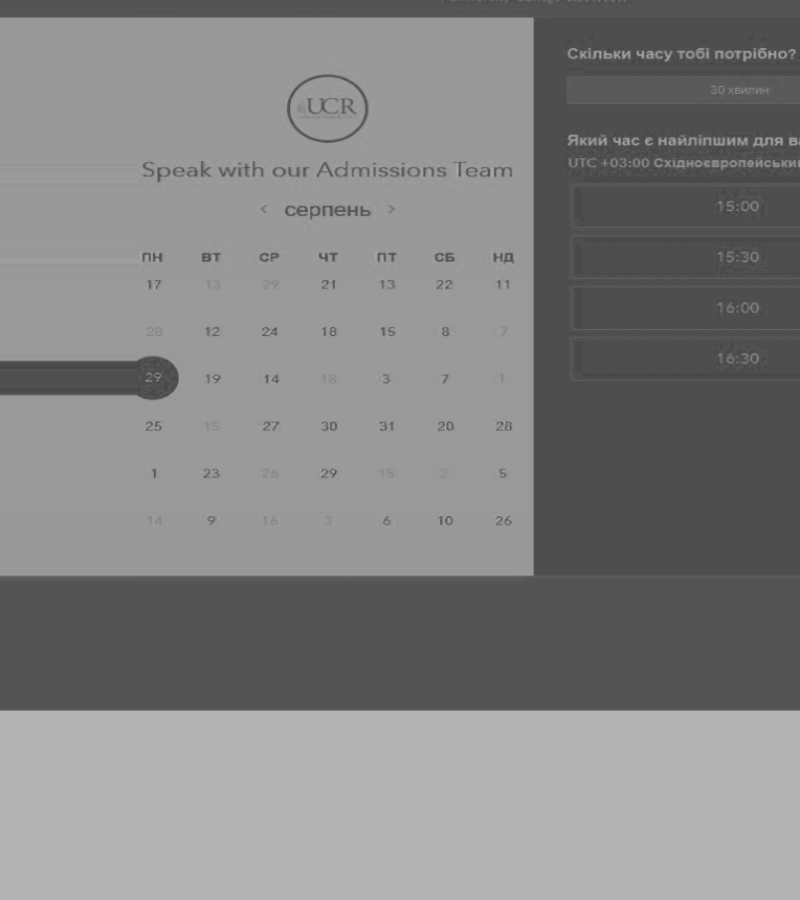 UCR
Speak with our Admissions Team
< серпень >
ПН ВТ СР ЧТ ПТ СБ НД
17 13 29 21 13 22 11
28 12 24 18 15 8 7
29 19 14 18 3 7 1
25 15 27 30 31 20 28
1 23 26 29 15 2 5
14 9 16 3 6 10 26
Скільки часу тобі потрібно?
30 хвилин
Який час є найліпшим для
UTC +03:00
15:00
15:30
16:00
16:30